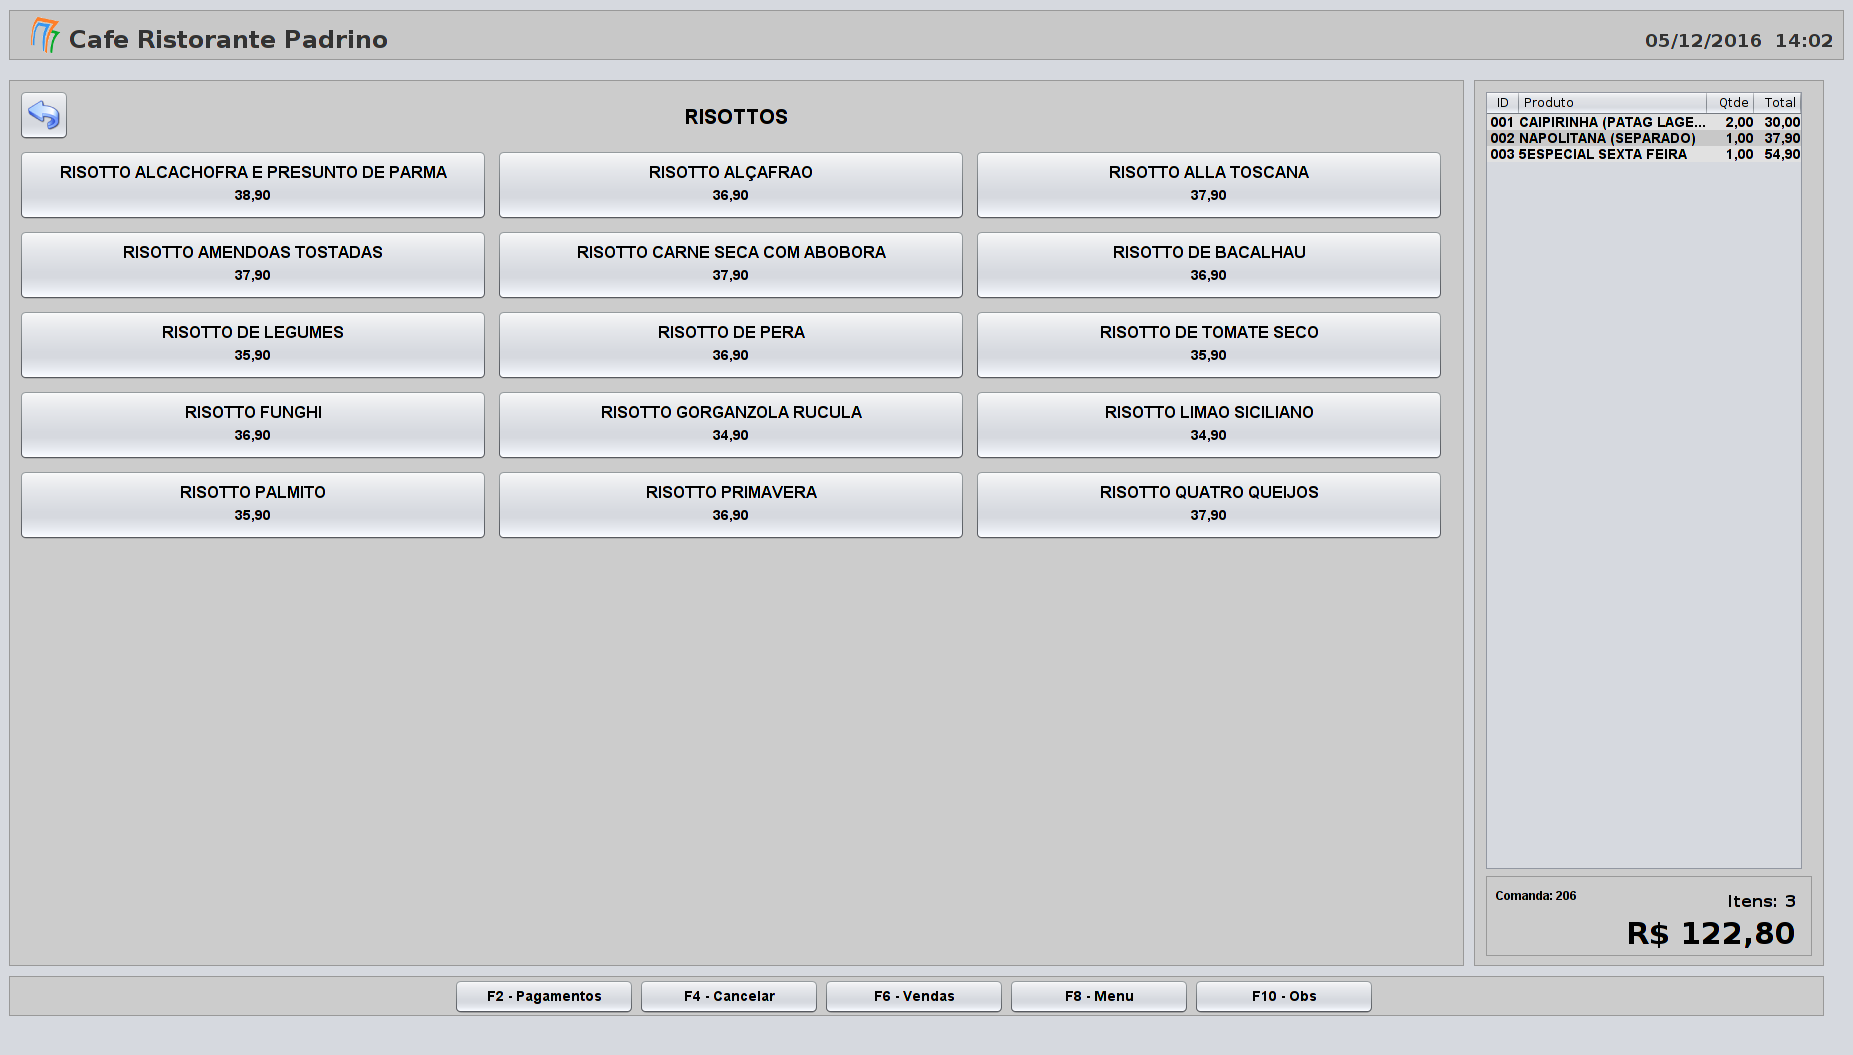 Cafe Ristorante Padrino
05/12/2016 14:02
RISOTTOS
RISOTTO ALCACHOFRA E PRESUNTO DE PARMA
38,90
RISOTTO ALÇAFRAO
36,90
RISOTTO ALLA TOSCANA
37,90
RISOTTO AMENDOAS TOSTADAS
37,90
RISOTTO CARNE SECA COM ABOBORA
37,90
RISOTTO DE BACALHAU
36,90
RISOTTO DE LEGUMES
35,90
RISOTTO DE PERA
36,90
RISOTTO DE TOMATE SECO
35,90
RISOTTO FUNGHI
36,90
RISOTTO GORGANZOLA RUCULA
34,90
RISOTTO LIMAO SICILIANO
34,90
RISOTTO PALMITO
35,90
RISOTTO PRIMAVERA
36,90
RISOTTO QUATRO QUEIJOS
37,90
ID Produto Qtde Total
001 CAIPIRINHA (PATAG LAGE... 2,00 30,00
002 NAPOLITANA (SEPARADO) 1,00 37,90
003 5ESPECIAL SEXTA FEIRA 1,00 54,90
Comanda: 206
Itens: 3
R$ 122,80
F2 - Pagamentos
F4 - Cancelar
F6 - Vendas
F8 - Menu
F10 - Obs